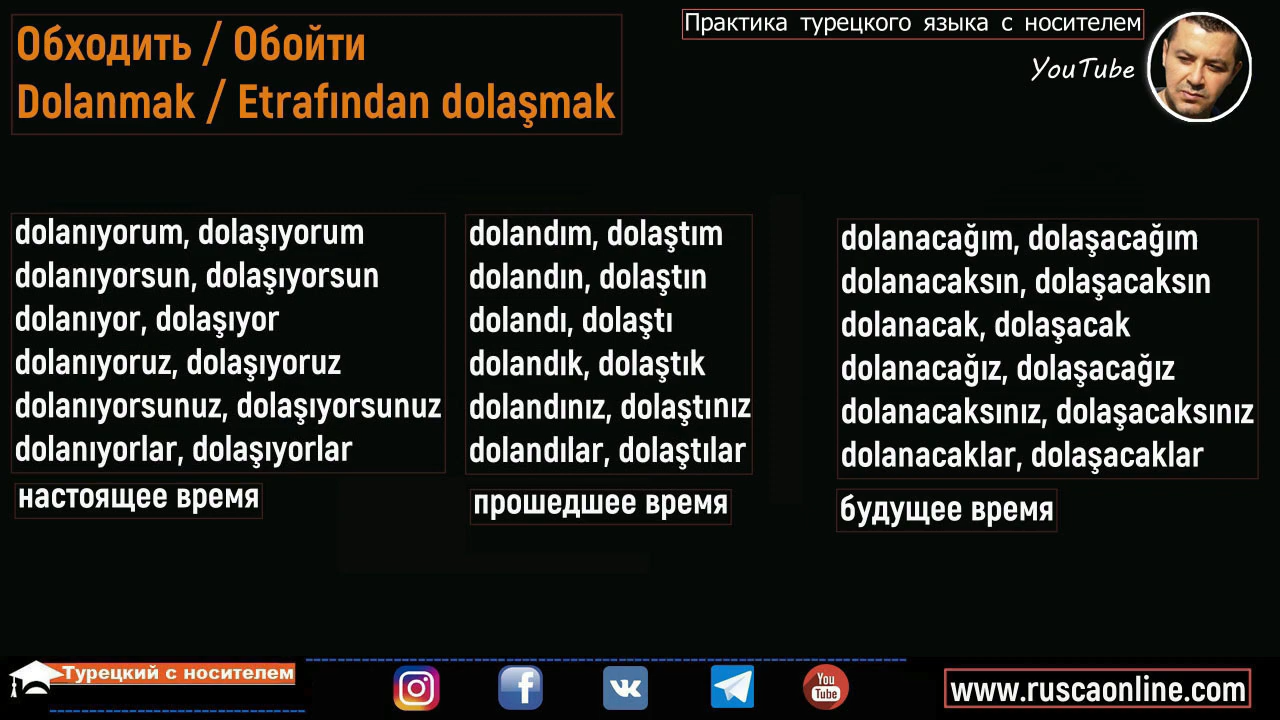 Обходить / Обойти
Dolanmak / Etrafından dolaşmak
Практика турецкого языка с носителем
YouTube
dolanıyorum, dolaşıyorum
dolanıyorsun, dolaşıyorsun
dolanıyor, dolaşıyor
dolanıyoruz, dolaşıyoruz
dolanıyorsunuz, dolaşıyorsunuz
dolanıyorlar, dolaşıyorlar
настоящее время
dolandım, dolaştım
dolandın, dolaştın
dolandı, dolaştı
dolandık, dolaştık
dolandınız, dolaştınız
dolandılar, dolaştılar
прошедшее время
dolanacağım, dolaşacağım
dolanacaksın, dolaşacaksın
dolanacak, dolaşacak
dolanacağız, dolaşacağız
dolanacaksınız, dolaşacaksınız
dolanacaklar, dolaşacaklar
будущее время
Турецкий с носителем
You
Tube
www.ruscaonline.com